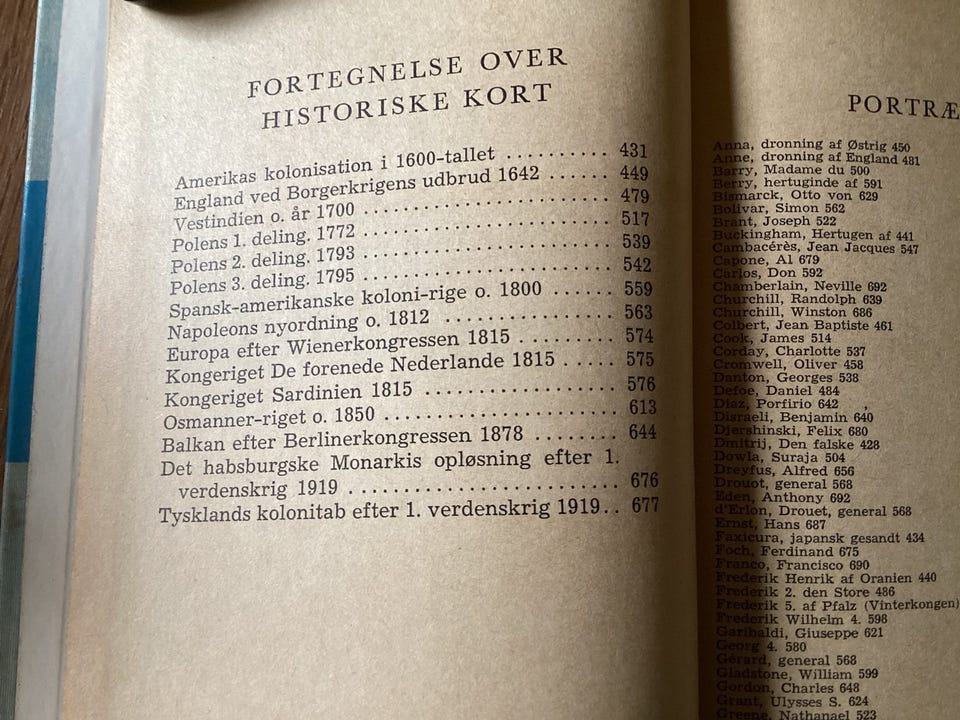 FORTEGNELSE OVER
HISTORISKE KORT
Amerikas kolonisation i 1600-tallet .......... 431
England ved Borgerkrigens udbrud 1642 ...... 449
Vestindien o. år 1700 ........................ 479
Polens 1. deling. 1772 ........................ 517
Polens 2. deling. 1793 ........................ 539
Polens 3. deling. 1795 ........................ 542
Spansk-amerikanske koloni-rige o. 1800 ...... 559
Napoleons nyordning o. 1812 ................. 563
Europa efter Wienerkongressen 1815 ......... 574
Kongeriget De forenede Nederlande 1815 ..... 575
Kongeriget Sardinien 1815 ................... 576
Osmanner-riget o. 1850 ....................... 613
Balkan efter Berlinerkongressen 1878 ........ 644
Det habsburgske Monarkis opløsning efter 1.
verdenskrig 1919 .......................... 676
Tysklands kolonitab efter 1. verdenskrig 1919.. 677
PORTRÆ
Anna, dronning af Østrig 450
Anne, dronning af England 481
Barry, Madame du 500
Berry, hertuginde af 591
Bismarck, Otto von 629
Bolivar, Simon 562
Brant, Joseph 522
Buckingham, Hertugen af 441
Cambacérès, Jean Jacques 547
Capone, Al 679
Carlos, Don 592
Chamberlain, Neville 692
Churchill, Randolph 639
Churchill, Winston 686
Colbert, Jean Baptiste 461
Cook, James 514
Corday, Charlotte 537
Cromwell, Oliver 458
Danton, Georges 538
Defoe, Daniel 484
Diaz, Porfirio 642
Disraeli, Benjamin 640
Djershinski, Felix 680
Dmitrij, Den falske 428
Dowla, Suraja 504
Dreyfus, Alfred 656
Drouot, general 568
Eden, Anthony 692
d'Erlon, Drouet, general 568
Ernst, Hans 687
Faxicura, japansk gesandt 434
Foch, Ferdinand 675
Franco, Francisco 690
Frederik Henrik af Oranien 440
Frederik 2. den Store 486
Frederik 5. af Pfalz (Vinterkongen)
Frederik Wilhelm 4. 598
Garibaldi, Giuseppe 621
Georg 4. 580
Gérard, general 568
Gladstone, William 599
Gordon, Charles 648
Grant, Ulysses S. 624
Greene, Nathanael 523